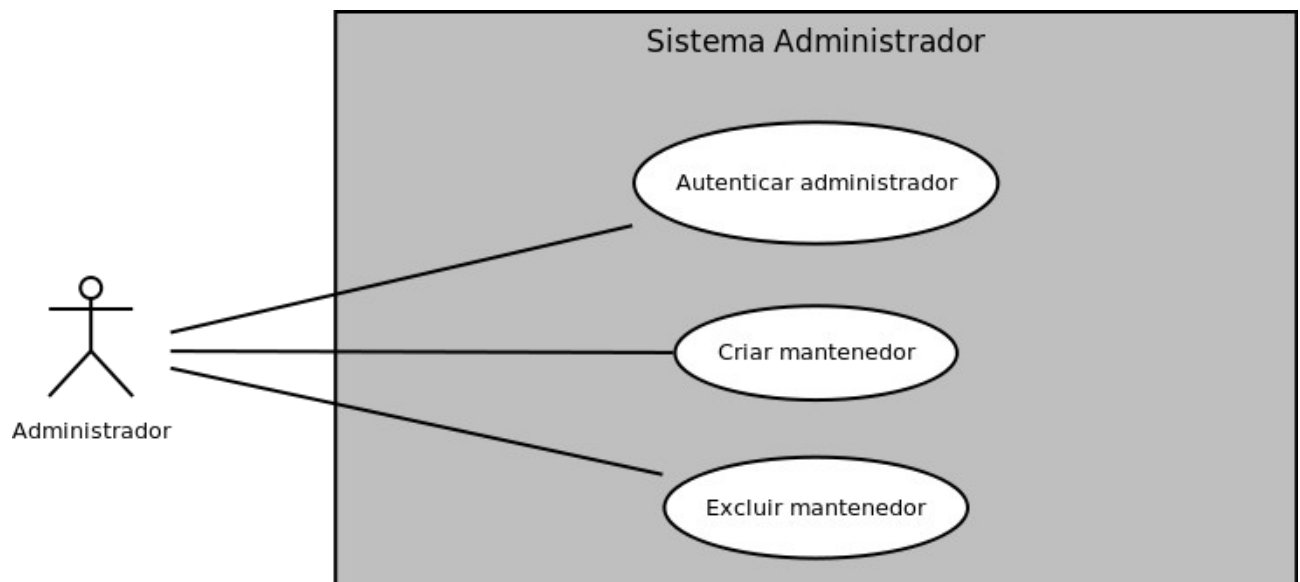 Sistema Administrador
Autenticar administrador
Criar mantenedor
Administrador
Excluir mantenedor